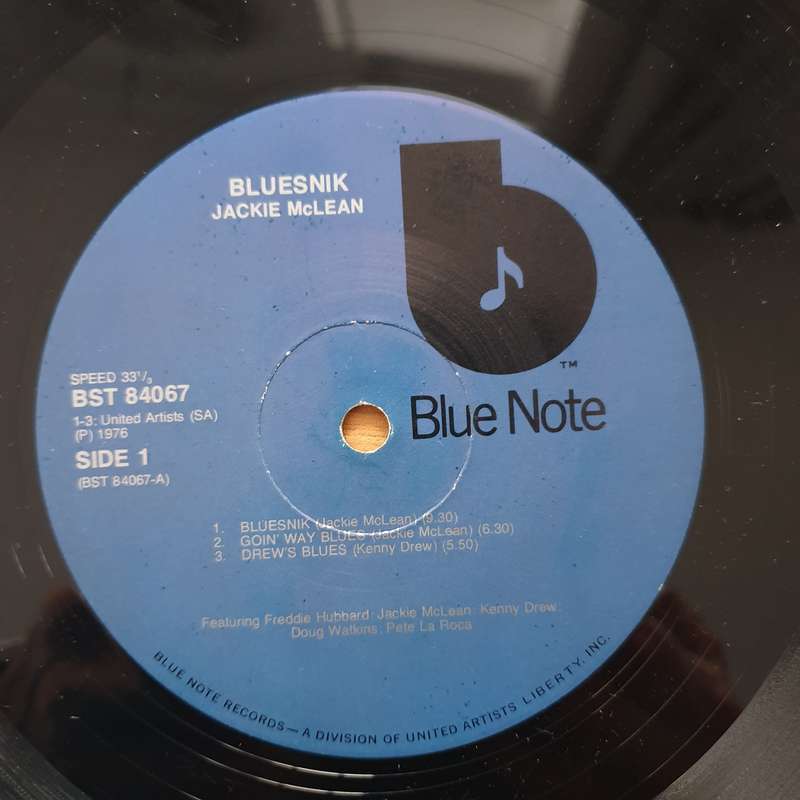 BLUESNIK
JACKIE McLEAN
TM
Blue Note
SPEED 33⅓
BST 84067
1-3: United Artists (SA)
(P) 1976
SIDE 1
(BST 84067-A)
1. BLUESNIK (Jackie McLean) (9.30)
2. GOIN' WAY BLUES (Jackie McLean) (6.30)
3. DREW'S BLUES (Kenny Drew) (5.50)
Featuring Freddie Hubbard: Jackie McLean: Kenny Drew:
Doug Watkins: Pete La Roca
BLUE NOTE RECORDS — A DIVISION OF UNITED ARTISTS LIBERTY, INC.